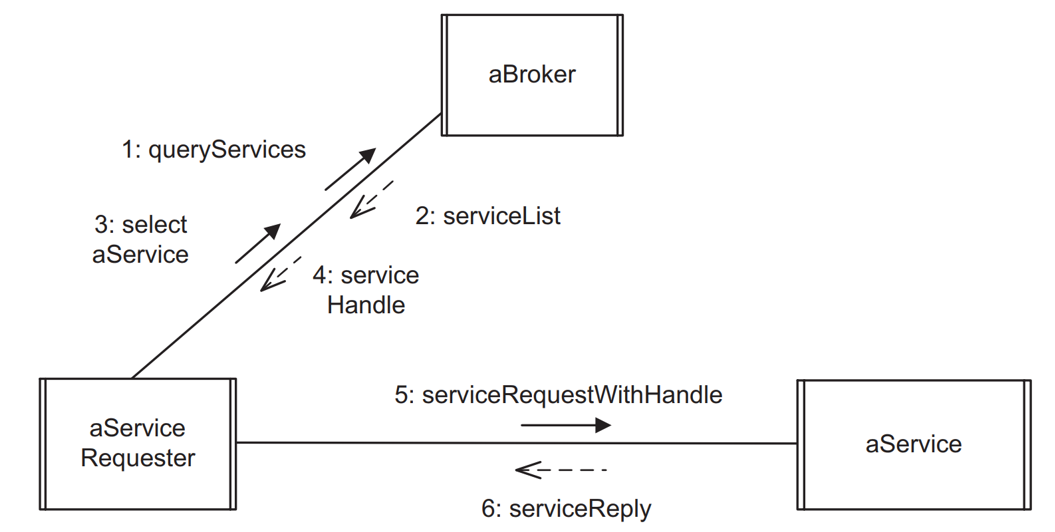 aBroker
1: queryServices
2: serviceList
3: select
aService
4: service
Handle
5: serviceRequestWithHandle
aService
Requester
aService
6: serviceReply